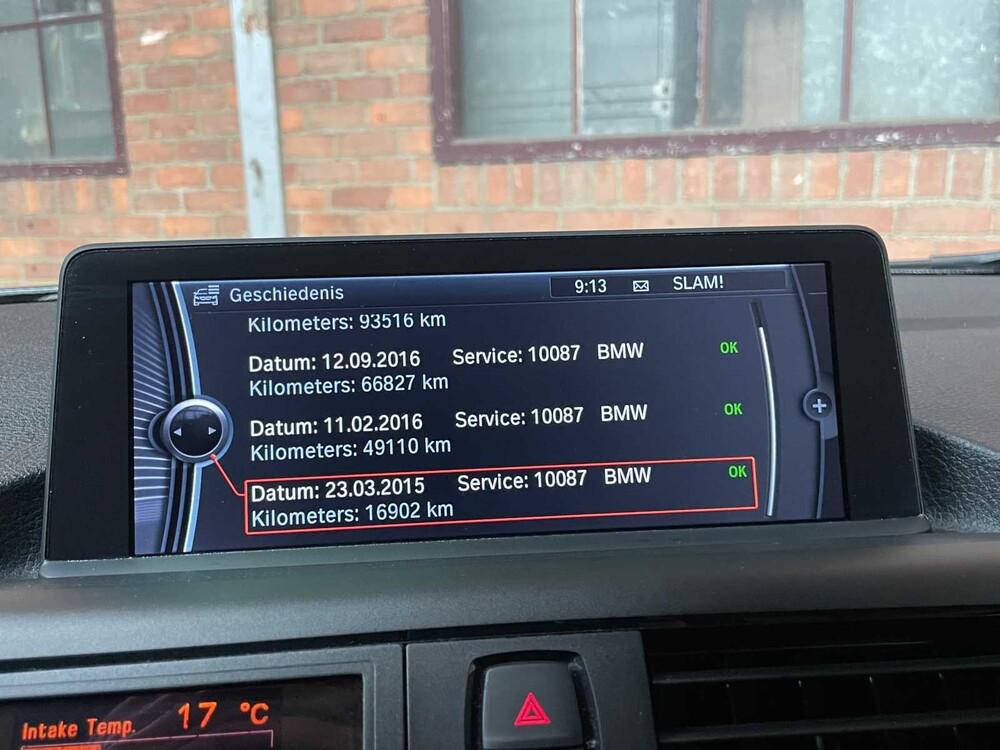 Geschiedenis 9:13 SLAM!
Kilometers: 93516 km
Datum: 12.09.2016 Service: 10087 BMW OK
Kilometers: 66827 km
Datum: 11.02.2016 Service: 10087 BMW OK
Kilometers: 49110 km
Datum: 23.03.2015 Service: 10087 BMW OK
Kilometers: 16902 km
Intake Temp. 17 °C